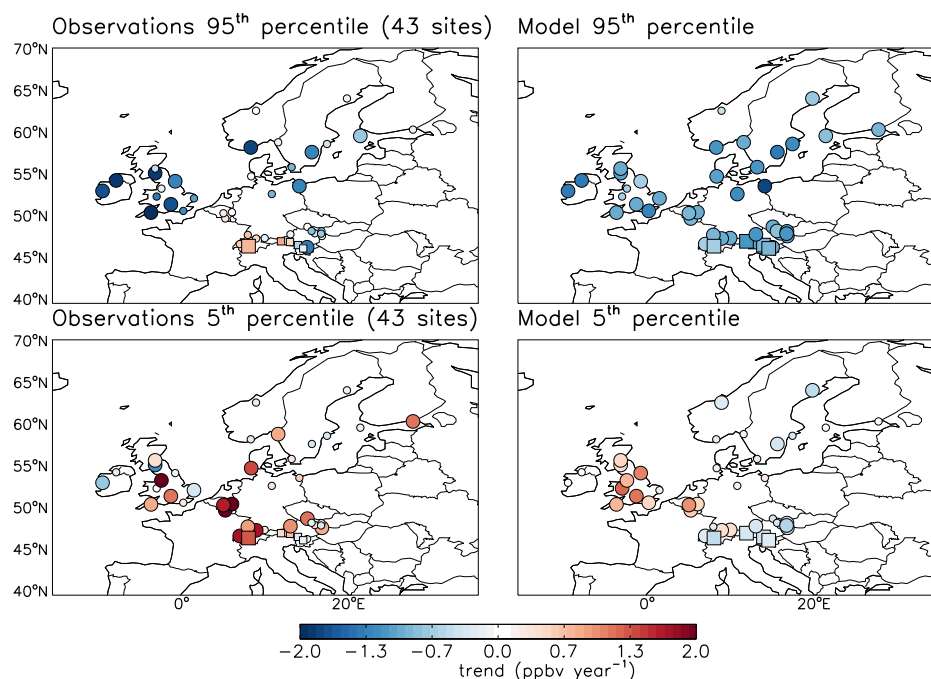 Observations 95th percentile (43 sites)
Model 95th percentile
70°N
65°N
60°N
55°N
50°N
45°N
40°N
Observations 5th percentile (43 sites)
Model 5th percentile
70°N
65°N
60°N
55°N
50°N
45°N
40°N
0° 20°E 0° 20°E
−2.0 −1.3 −0.7 0.0 0.7 1.3 2.0
trend (ppbv year−1)